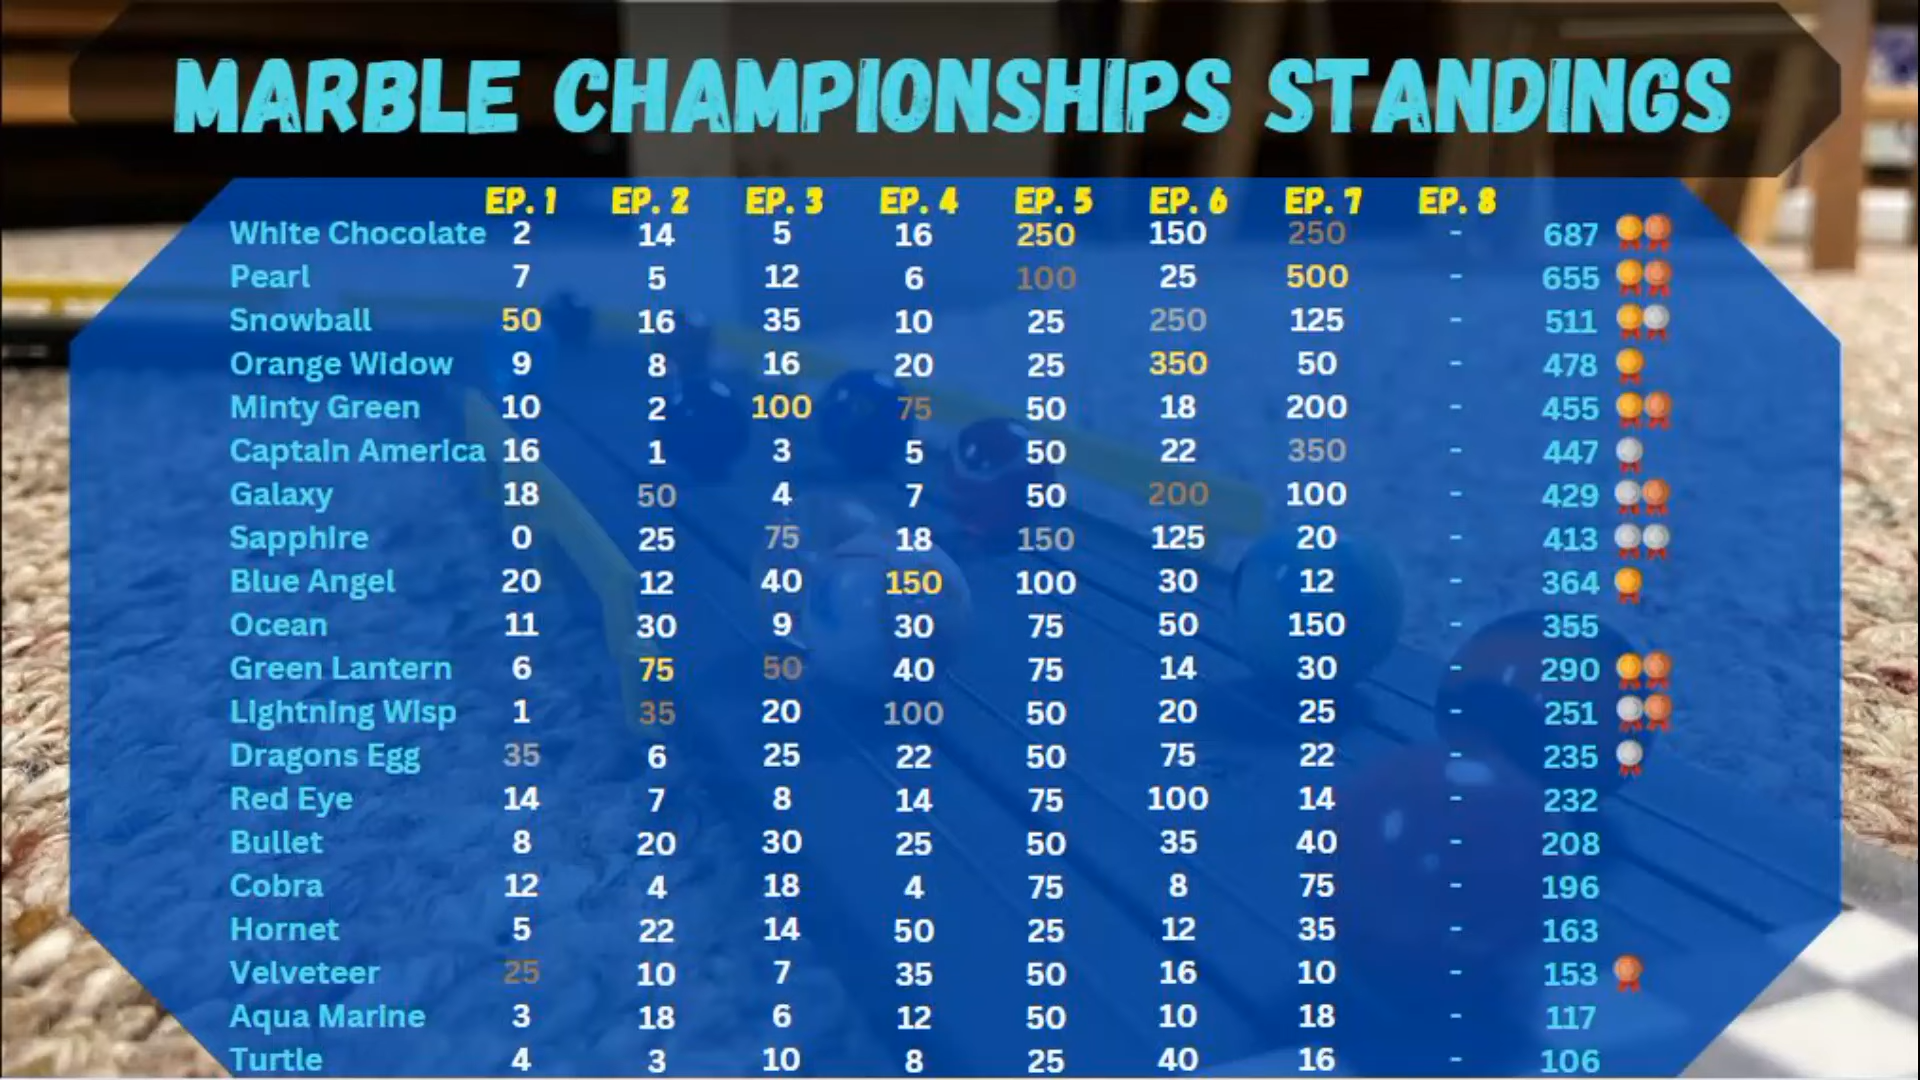 MARBLE CHAMPIONSHIPS STANDINGS
EP. 1 EP. 2 EP. 3 EP. 4 EP. 5 EP. 6 EP. 7 EP. 8
White Chocolate 2 14 5 16 250 150 250 - 687
Pearl 7 5 12 6 100 25 500 - 655
Snowball 50 16 35 10 25 250 125 - 511
Orange Widow 9 8 16 20 25 350 50 - 478
Minty Green 10 2 100 75 50 18 200 - 455
Captain America 16 1 3 5 50 22 350 - 447
Galaxy 18 50 4 7 50 200 100 - 429
Sapphire 0 25 75 18 150 125 20 - 413
Blue Angel 20 12 40 150 100 30 12 - 364
Ocean 11 30 9 30 75 50 150 - 355
Green Lantern 6 75 50 40 75 14 30 - 290
Lightning Wisp 1 35 20 100 50 20 25 - 251
Dragons Egg 35 6 25 22 50 75 22 - 235
Red Eye 14 7 8 14 75 100 14 - 232
Bullet 8 20 30 25 50 35 40 - 208
Cobra 12 4 18 4 75 8 75 - 196
Hornet 5 22 14 50 25 12 35 - 163
Velveteer 25 10 7 35 50 16 10 - 153
Aqua Marine 3 18 6 12 50 10 18 - 117
Turtle 4 3 10 8 25 40 16 - 106